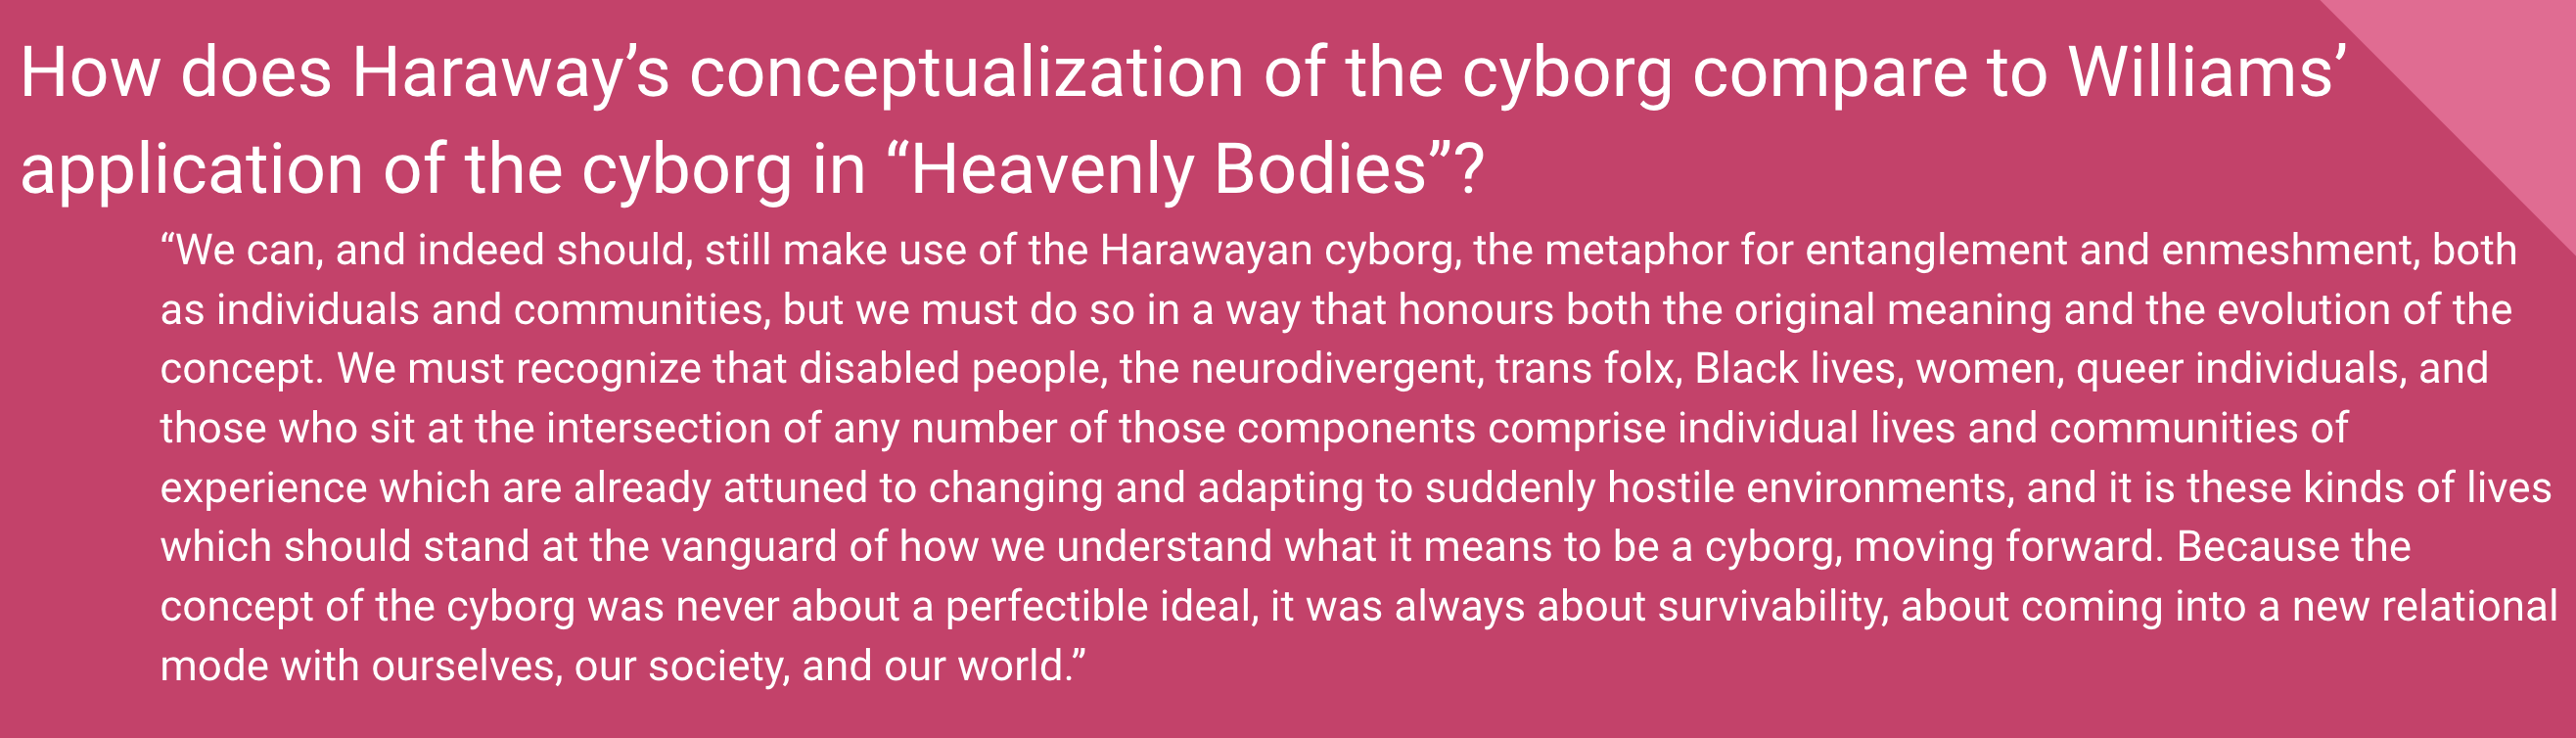 How does Haraway’s conceptualization of the cyborg compare to Williams’
application of the cyborg in “Heavenly Bodies”?
“We can, and indeed should, still make use of the Harawayan cyborg, the metaphor for entanglement and enmeshment, both
as individuals and communities, but we must do so in a way that honours both the original meaning and the evolution of the
concept. We must recognize that disabled people, the neurodivergent, trans folx, Black lives, women, queer individuals, and
those who sit at the intersection of any number of those components comprise individual lives and communities of
experience which are already attuned to changing and adapting to suddenly hostile environments, and it is these kinds of lives
which should stand at the vanguard of how we understand what it means to be a cyborg, moving forward. Because the
concept of the cyborg was never about a perfectible ideal, it was always about survivability, about coming into a new relational
mode with ourselves, our society, and our world.”